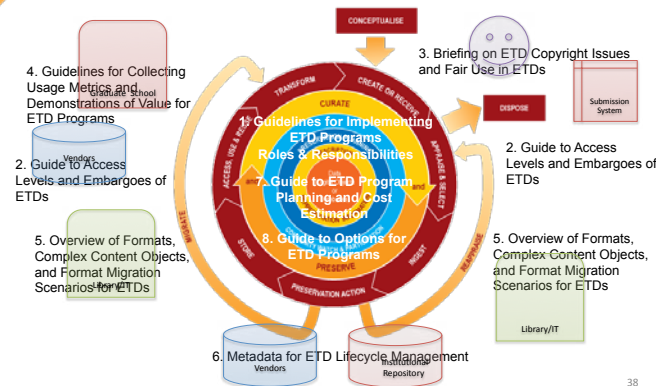 CONCEPTUALISE
3. Briefing on ETD Copyright Issues
and Fair Use in ETDs
4. Guidelines for Collecting
Usage Metrics and
Graduate School
Demonstrations of Value for
ETD Programs
TRANSFORM
CREATE OR RECEIVE
DISPOSE
Submission
System
CURATE
1. Guidelines for Implementing
ETD Programs
Roles & Responsibilities
ACCESS, USE & REUSE
APPRAISE & SELECT
Vendors
2. Guide to Access
Levels and Embargoes of
ETDs
2. Guide to Access
Levels and Embargoes of
ETDs
and
7. Guide to ETD Program
and
Planning and Cost
Estimation
MIGRATE
REAPPRAISE
5. Overview of Formats,
Complex Content Objects,
and Format Migration
Scenarios for ETDs
Library/IT
STORE
8. Guide to Options for
ETD Programs
PRESERVE
INGEST
PRESERVATION ACTION
5. Overview of Formats,
Complex Content Objects,
and Format Migration
Scenarios for ETDs
Library/IT
6. Metadata for ETD Lifecycle Management
Vendors
Institutional
Repository
38